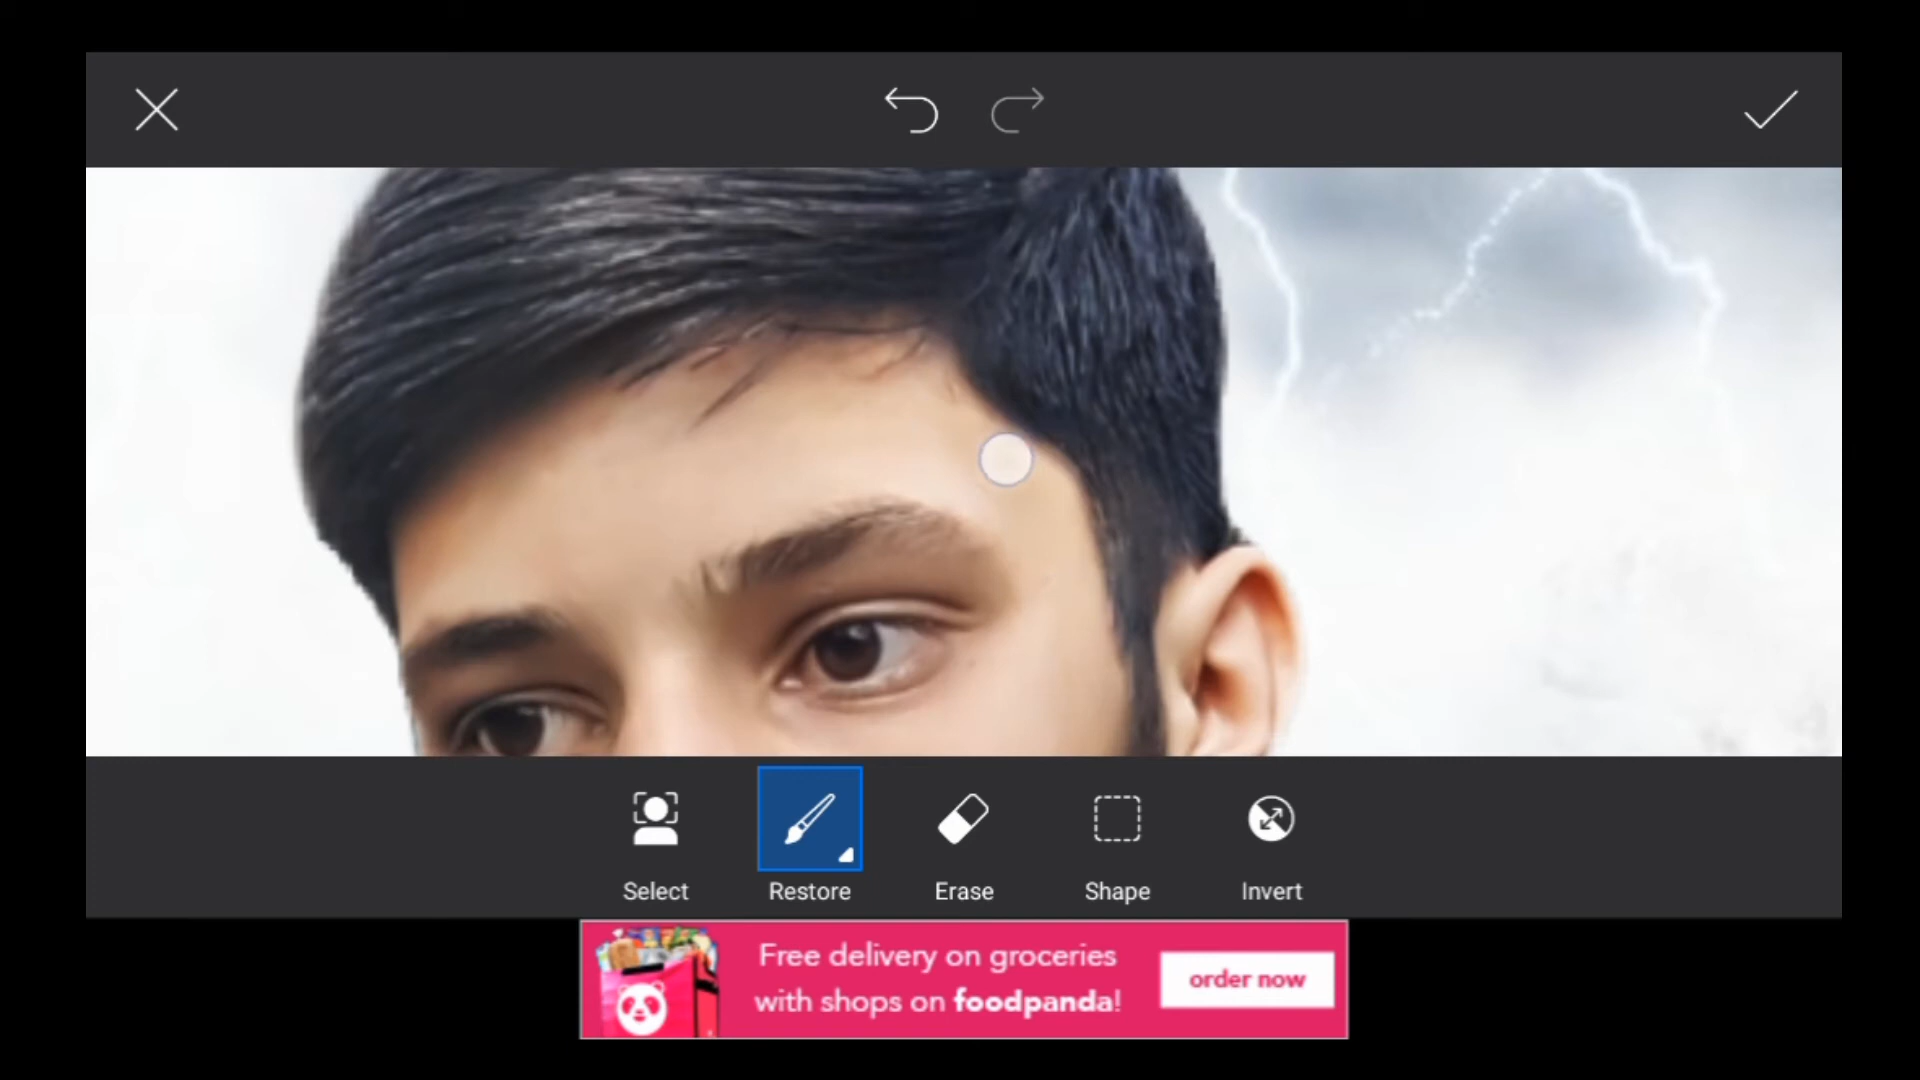 Select
Restore
Erase
Shape
Invert
Free delivery on groceries
with shops on foodpanda!
order now